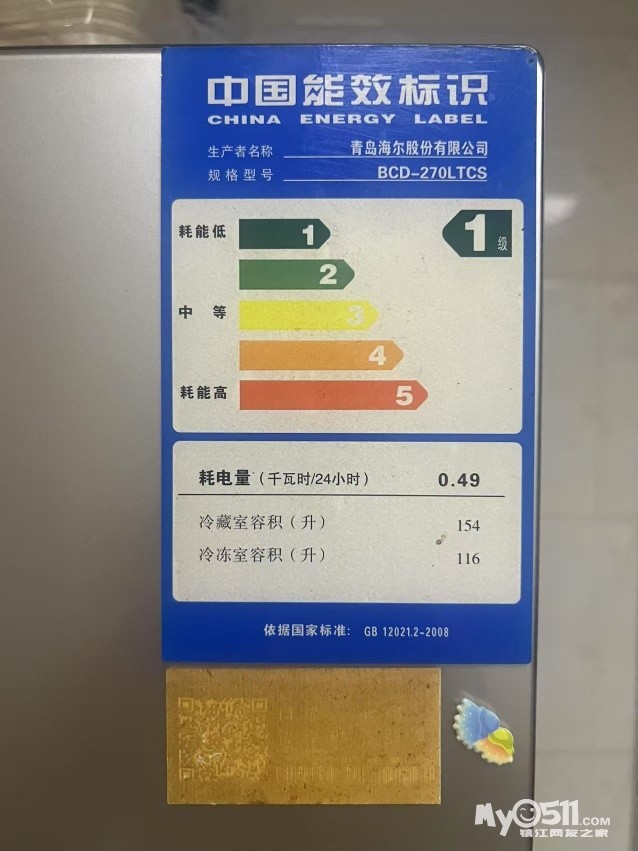 中国能效标识
CHINA ENERGY LABEL
生产者名称 青岛海尔股份有限公司
规格型号 BCD-270LTCS
耗能低 1 1级
2
中等 3
4
耗能高 5
耗电量(千瓦时/24小时) 0.49
冷藏室容积(升) 154
冷冻室容积(升) 116
依据国家标准: GB 12021.2-2008
My0511.COM
镇江网友之家